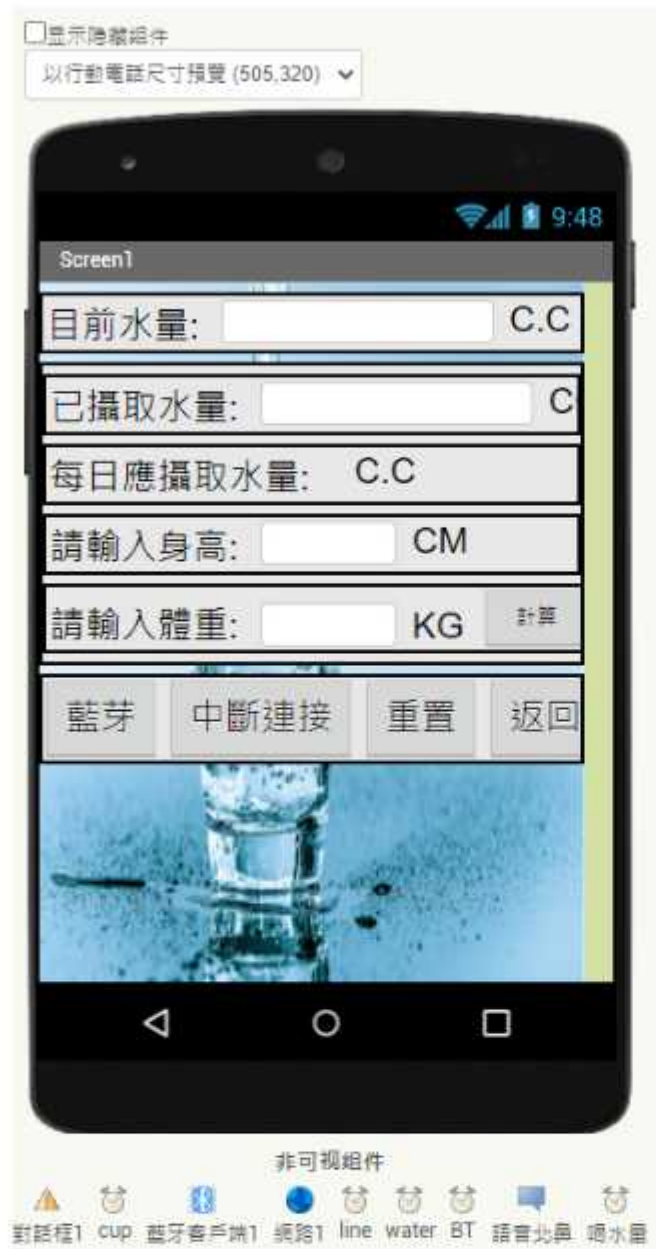 显示隐藏組件
以行動電話尺寸預覽 (505,320)
9:48
Screen1
目前水量: C.C
已攝取水量: C
每日應攝取水量: C.C
請輸入身高: CM
請輸入體重: KG 計算
藍芽 中斷連接 重置 返回
非可视組件
對話框1 cup 藍牙客戶端1 網路1 line water BT 語音北鼻 喝水量